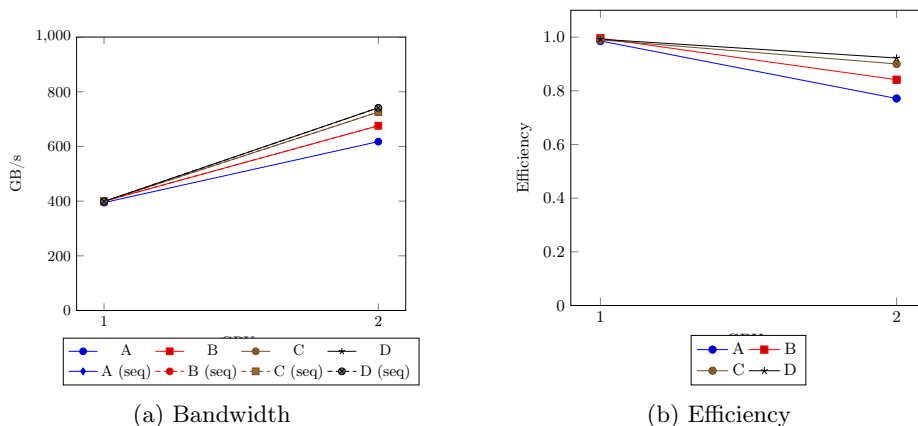 1,000
800
600
400
200
0
GB/s
1 2
A B C D
A (seq) B (seq) C (seq) D (seq)
(a) Bandwidth
1.0
0.8
0.6
0.4
0.2
0
Efficiency
1 2
A B
C D
(b) Efficiency